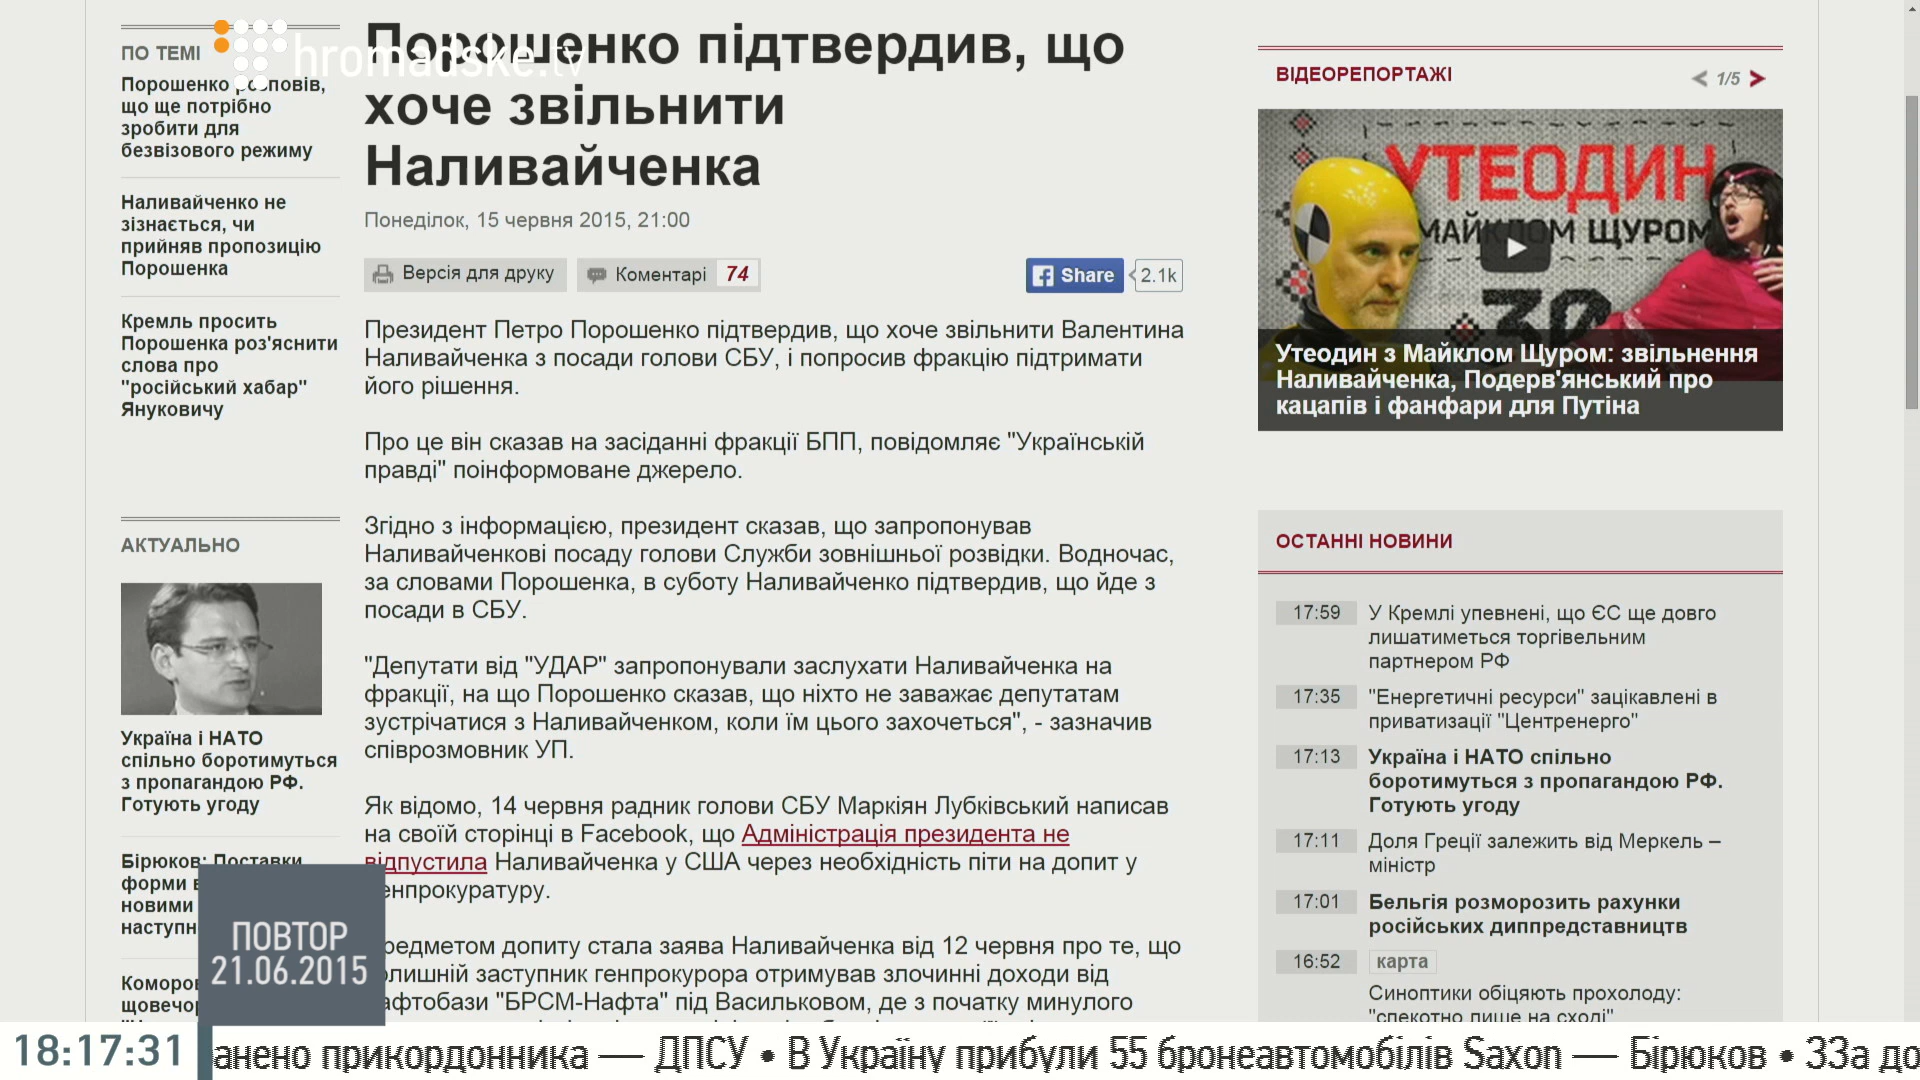 hromadske.tv
ПО ТЕМІ
Порошенко розповів,
що ще потрібно
зробити для
безвізового режиму
Наливайченко не
зізнається, чи
прийняв пропозицію
Порошенка
Кремль просить
Порошенка роз'яснити
слова про
"російський хабар"
Януковичу
АКТУАЛЬНО
Україна і НАТО
спільно боротимуться
з пропагандою РФ.
Готують угоду
Бірюков: Поставки
форми
новими
Порошенко підтвердив, що
хоче звільнити
Наливайченка
Понеділок, 15 червня 2015, 21:00
Версія для друку
Коментарі 74
Share 2.1k
Президент Петро Порошенко підтвердив, що хоче звільнити Валентина
Наливайченка з посади голови СБУ, і попросив фракцію підтримати
його рішення.
Про це він сказав на засіданні фракції БПП, повідомляє "Українській
правді" поінформоване джерело.
Згідно з інформацією, президент сказав, що запропонував
Наливайченкові посаду голови Служби зовнішньої розвідки. Водночас,
за словами Порошенка, в суботу Наливайченко підтвердив, що йде з
посади в СБУ.
"Депутати від "УДАР" запропонували заслухати Наливайченка на
фракції, на що Порошенко сказав, що ніхто не заважає депутатам
зустрічатися з Наливайченком, коли їм цього захочеться", - зазначив
співрозмовник УП.
Як відомо, 14 червня радник голови СБУ Маркіян Лубківський написав
на своїй сторінці в Facebook, що Адміністрація президента не
відпустила Наливайченка у США через необхідність піти на допит у
енпрокуратуру.
редметом допиту стала заява Наливайченка від 12 червня про те, що
олишній заступник генпрокурора отримував злочинні доходи від
афтобази "БРСМ-Нафта" під Васильковом, де з початку минулого
ВІДЕОРЕПОРТАЖІ
1/5
УТЕОДИН
МАЙКЛОМ ЩУРОМ
30
Утеодин з Майклом Щуром: звільнення
Наливайченка, Подерв'янський про
кацапів і фанфари для Путіна
ОСТАННІ НОВИНИ
17:59 У Кремлі упевнені, що ЄС ще довго
лишатиметься торгівельним
партнером РФ
17:35 "Енергетичні ресурси" зацікавлені в
приватизації "Центренерго"
17:13 Україна і НАТО спільно
боротимуться з пропагандою РФ.
Готують угоду
17:11 Доля Греції залежить від Меркель –
міністр
17:01 Бельгія розморозить рахунки
російських диппредставництв
16:52 карта
Синоптики обіцяють прохолоду:
"спекотно лише на сході"
ПОВТОР
21.06.2015
18:17:31
анено прикордонника — ДПСУ • В Україну прибули 55 бронеавтомобілів Saxon — Бірюков • ЗЗа до